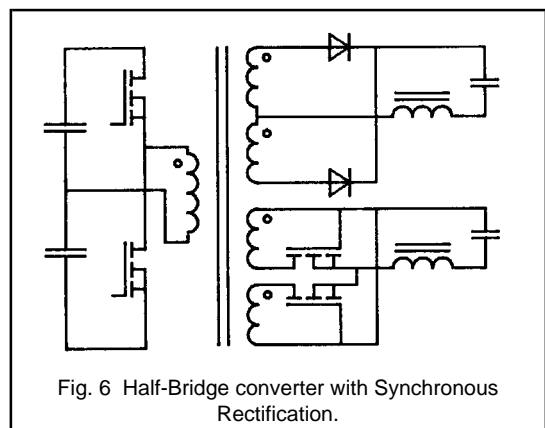 Fig. 6 Half-Bridge converter with Synchronous
Rectification.